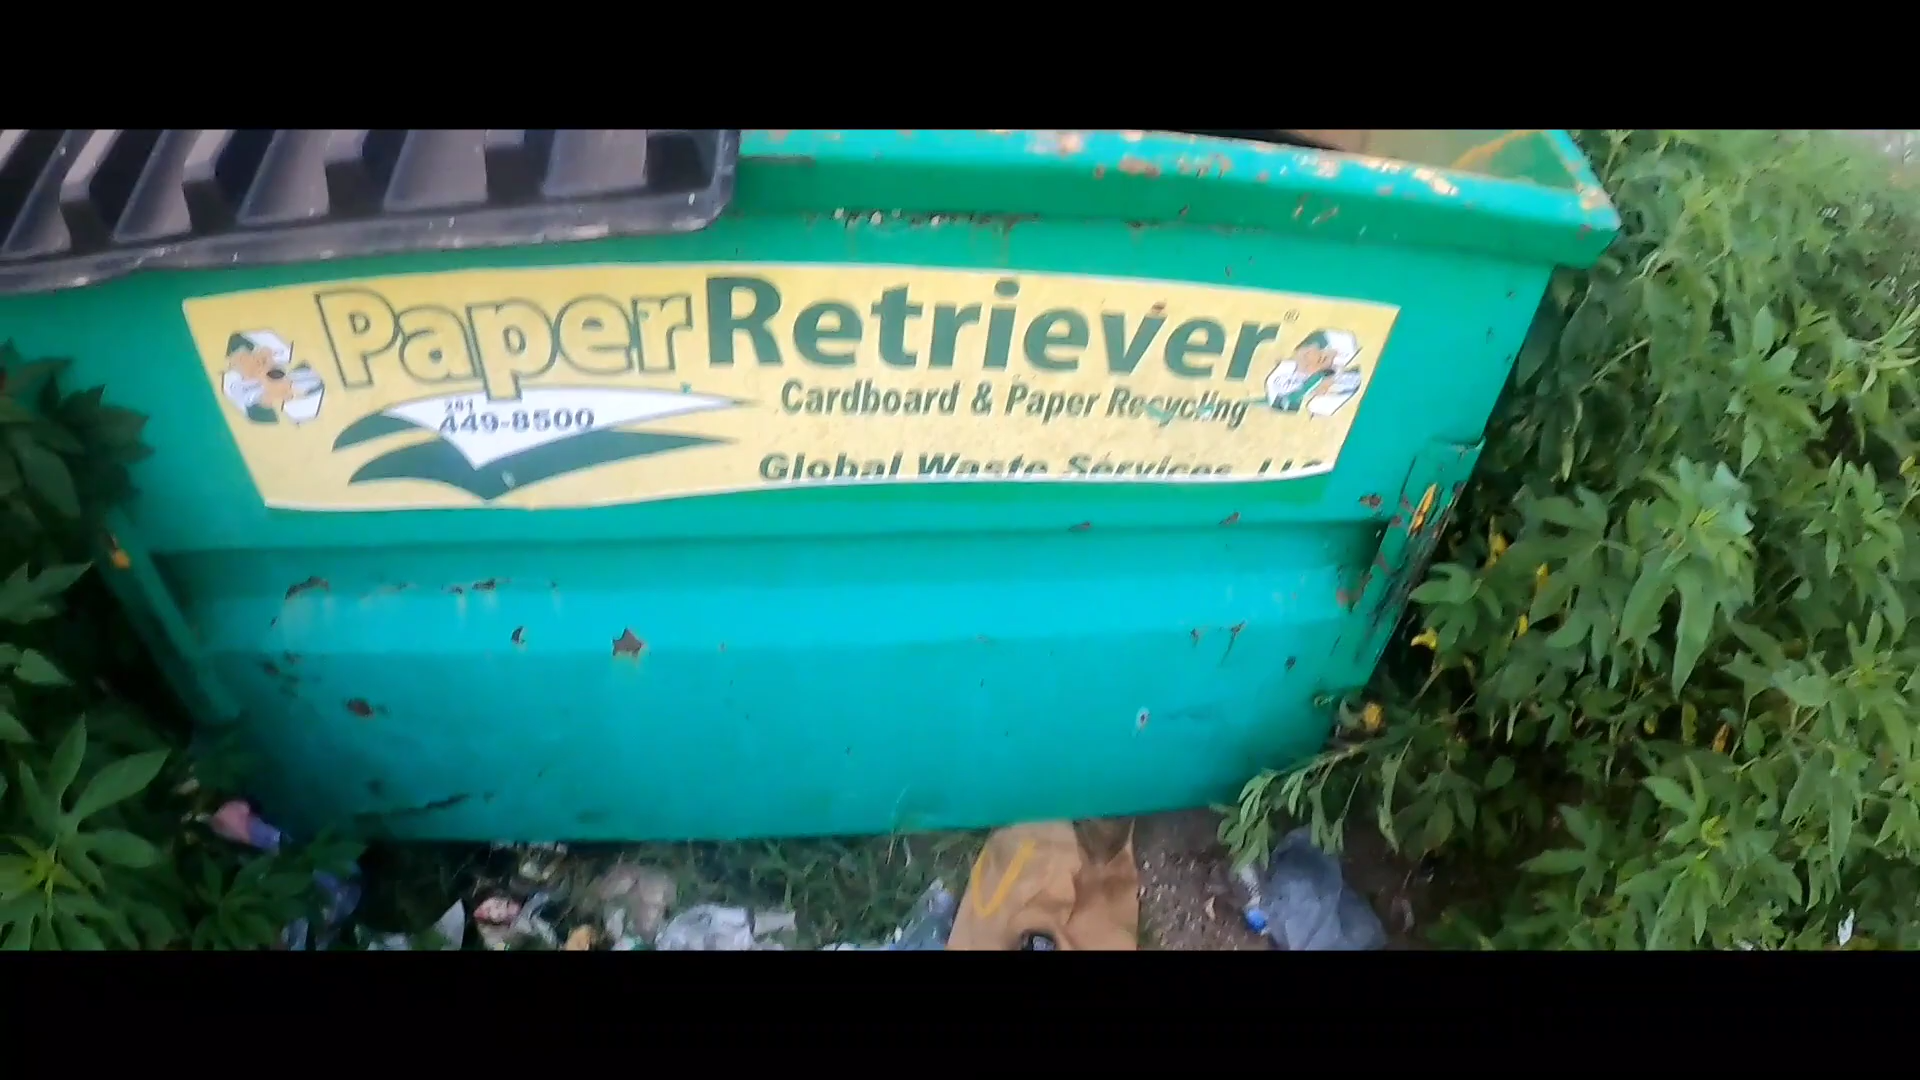 PaperRetriever®
Cardboard & Paper Recycling
281
449-8500
Global Waste Services, LLC